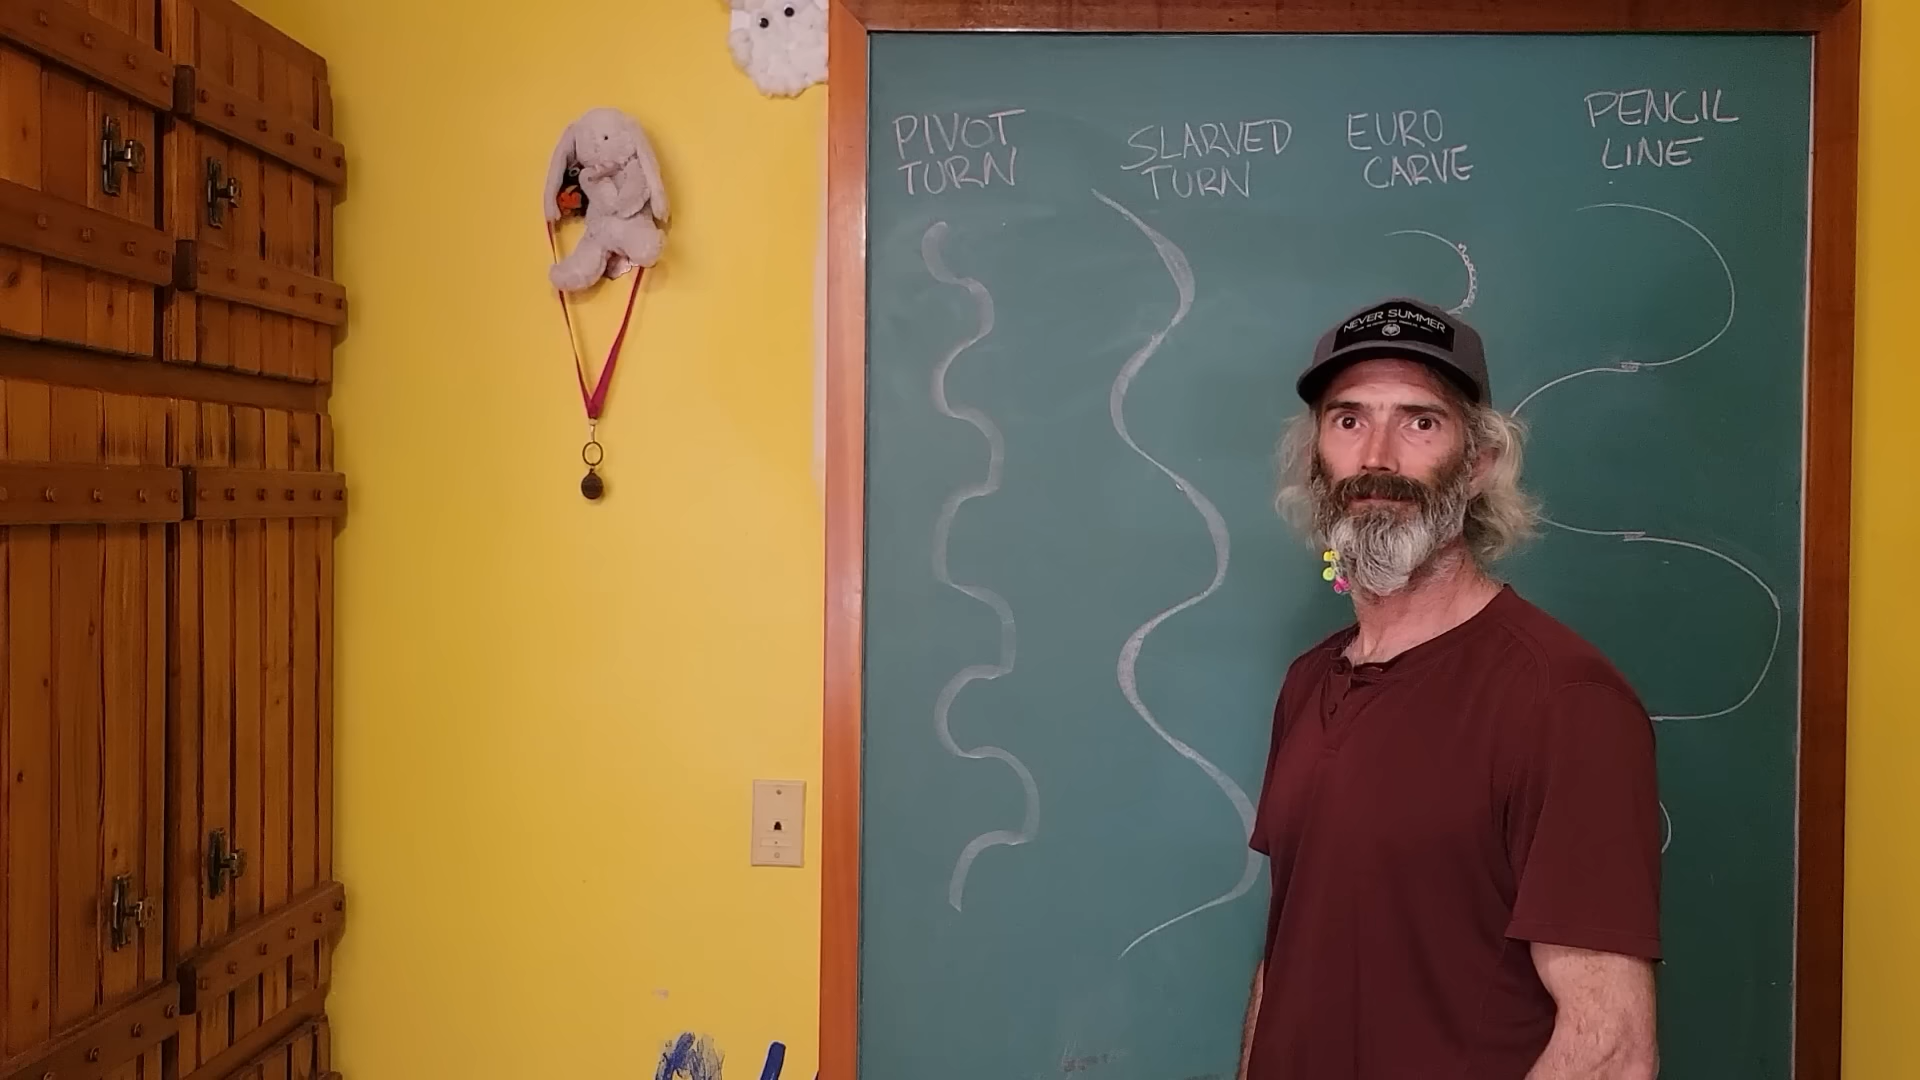 PIVOT
TURN
SLARVED
TURN
EURO
CARVE
PENCIL
LINE
NEVER SUMMER